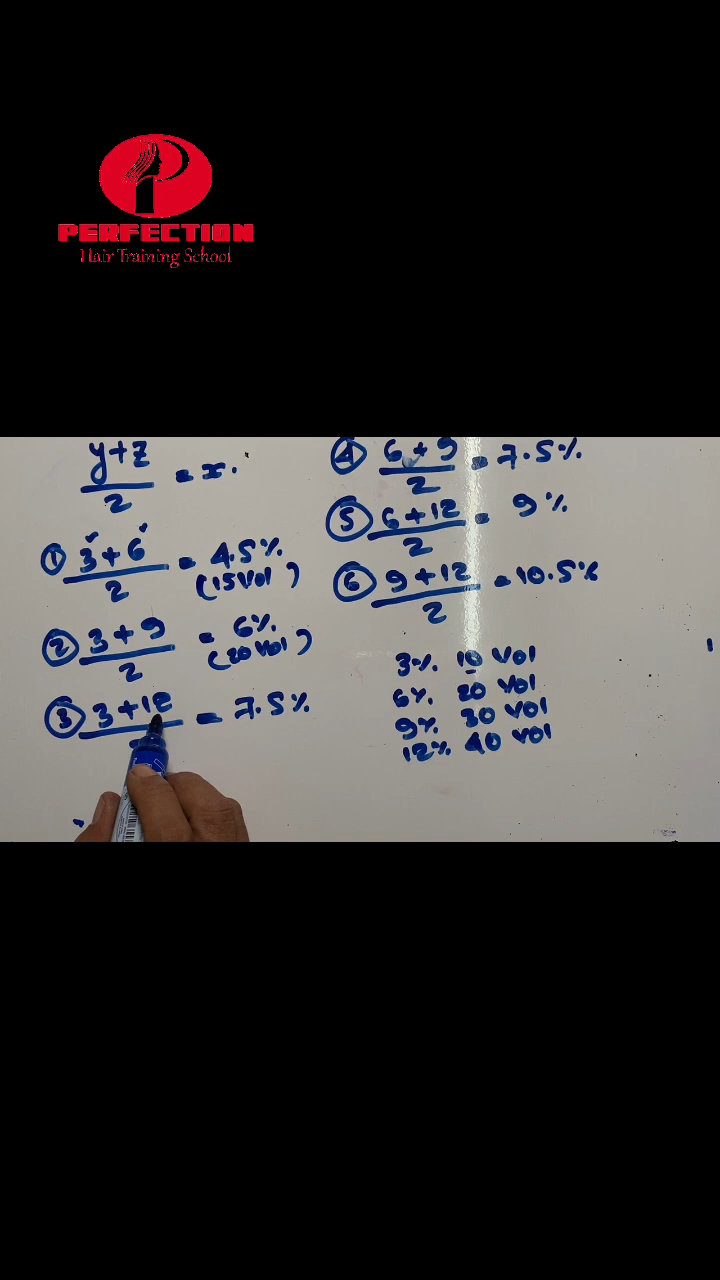 PERFECTION
Hair Training School
y+z
2
= x.
① 3+6
2
= 4.5%
(15 Vol)
② 3+9
2
= 6%
(20 Vol)
③ 3+12
= 7.5%
④ 6+9
2
= 7.5%
⑤ 6+12
2
= 9%
⑥ 9+12
2
= 10.5%
3% 10 Vol
6% 20 Vol
9% 30 Vol
12% 40 Vol